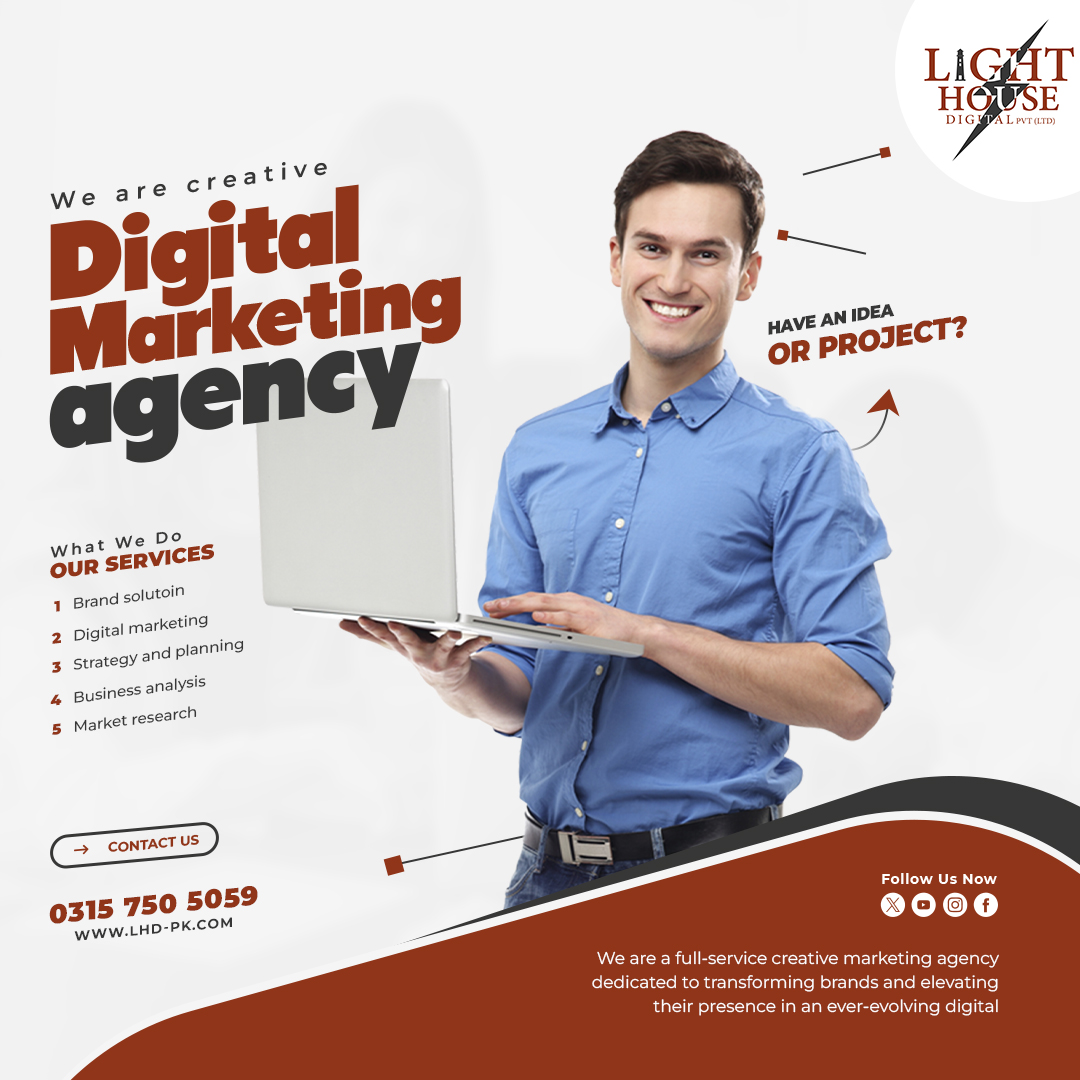 LIGHT
HOUSE
DIGITAL PVT (LTD)
We are creative
Digital
Marketing
agency
HAVE AN IDEA
OR PROJECT?
What We Do
OUR SERVICES
1 Brand solutoin
2 Digital marketing
3 Strategy and planning
4 Business analysis
5 Market research
CONTACT US
0315 750 5059
WWW.LHD-PK.COM
Follow Us Now
We are a full-service creative marketing agency
dedicated to transforming brands and elevating
their presence in an ever-evolving digital